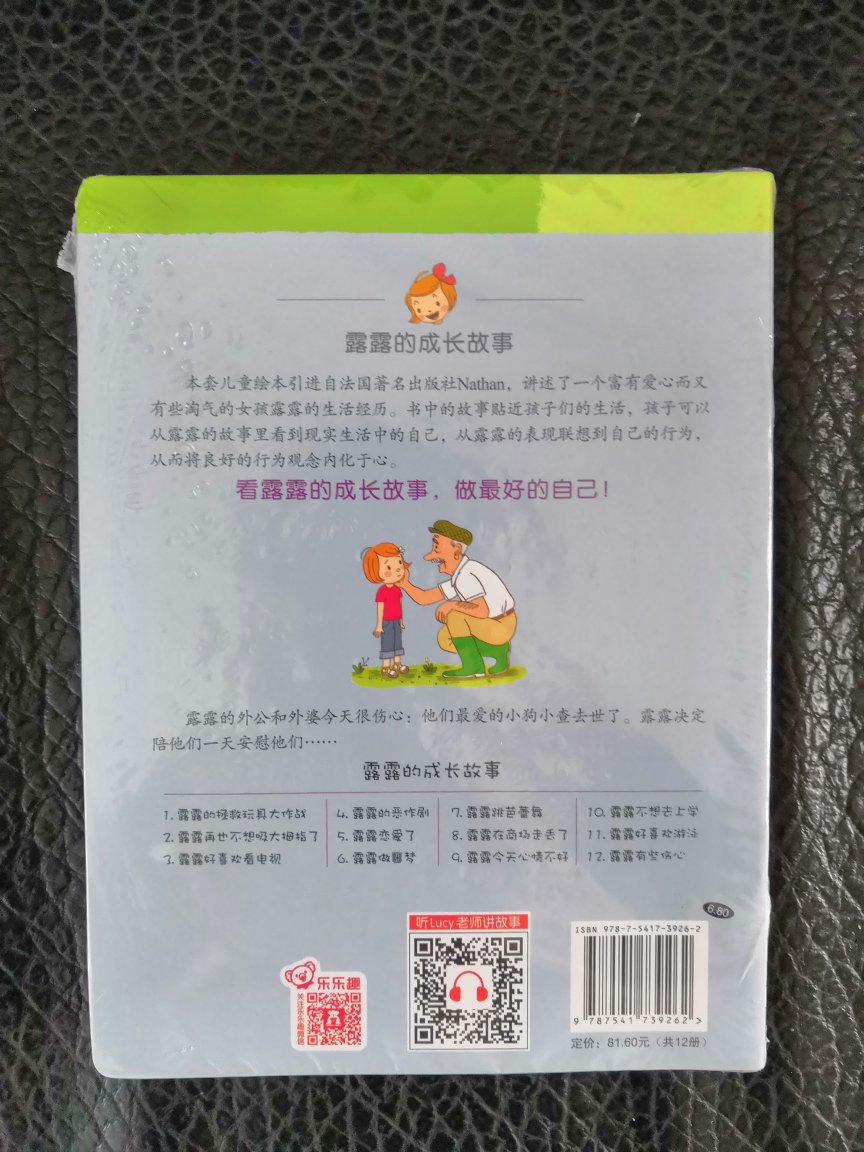 露露的成长故事
本套儿童绘本引进自法国著名出版社Nathan，讲述了一个富有爱心而又
有些淘气的女孩露露的生活经历。书中的故事贴近孩子们的生活，孩子可以
从露露的故事里看到现实生活中的自己，从露露的表现联想到自己的行为，
从而将良好的行为观念内化于心。
看露露的成长故事，做最好的自己！
露露的外公和外婆今天很伤心：他们最爱的小狗小查去世了。露露决定
陪他们一天安慰他们……
露露的成长故事
1. 露露的拯救玩具大作战
2. 露露再也不想吸大拇指了
3. 露露好喜欢看电视
4. 露露的恶作剧
5. 露露恋爱了
6. 露露做噩梦
7. 露露跳芭蕾舞
8. 露露在商场走丢了
9. 露露今天心情不好
10. 露露不想去上学
11. 露露好喜欢游泳
12. 露露有些伤心
6.80
听Lucy老师讲故事
乐乐趣
关注乐乐趣微信
ISBN 978-7-5417-3926-2
9 787541 739262 >
定价：81.60元（共12册）